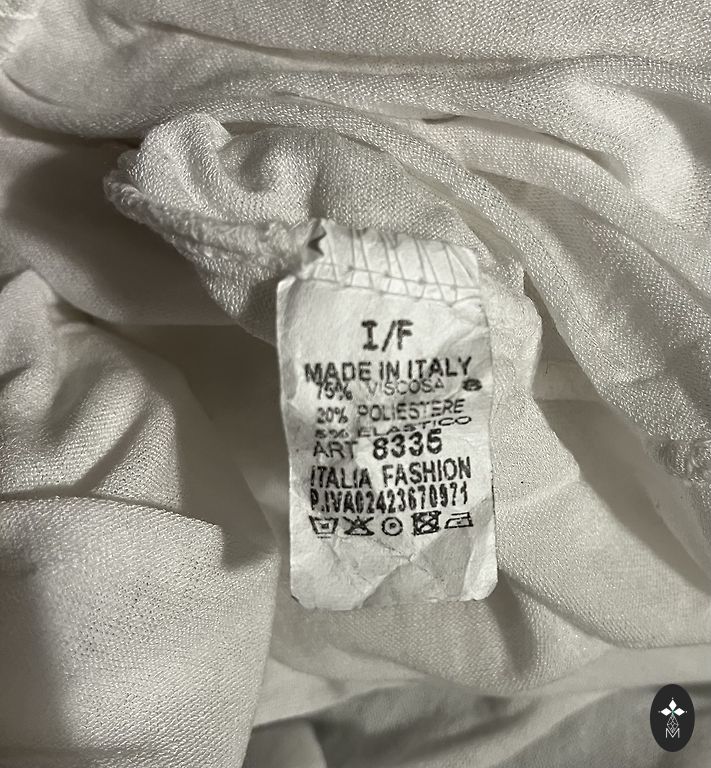 I/F
MADE IN ITALY
75% VISCOSA
20% POLIESTERE
5% ELASTICO
ART 8335
ITALIA FASHION
P.IVA02423670971
M